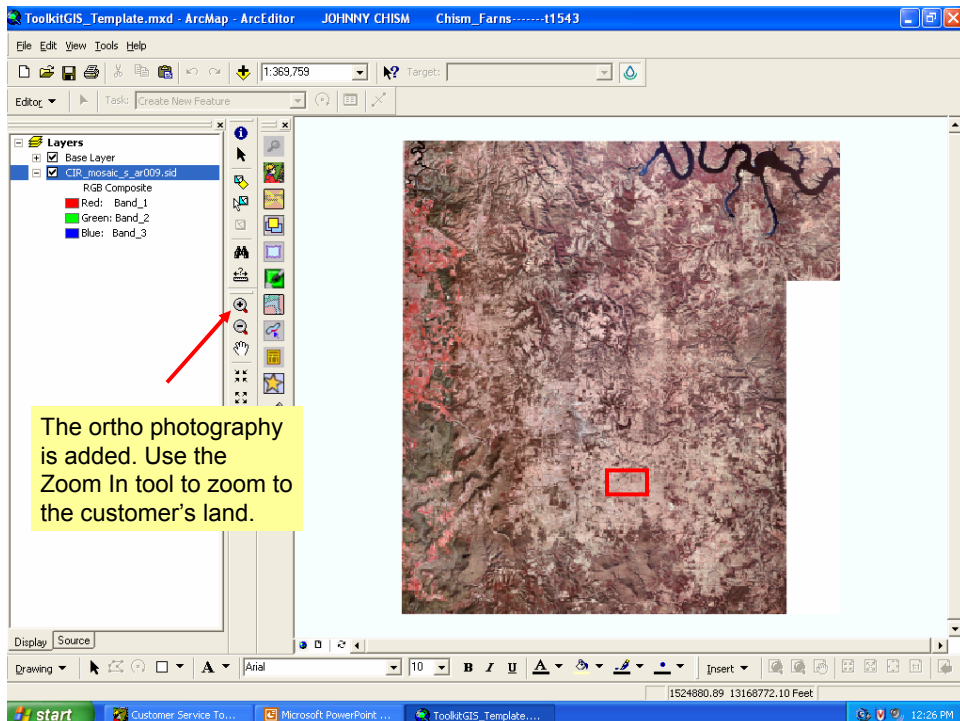 ToolkitGIS_Template.mxd - ArcMap - ArcEditor JOHNNY CHISM Chism_Farns-------t1543
File Edit View Tools Help
1:369,759 Target:
Editor Task: Create New Feature
Layers
Base Layer
CIR_mosaic_s_ar009.sid
RGB Composite
Red: Band_1
Green: Band_2
Blue: Band_3
The ortho photography
is added. Use the
Zoom In tool to zoom to
the customer's land.
Display Source
Drawing A Arial 10 B I U A Insert
1524880.89 13168772.10 Feet
start Customer Service To... Microsoft PowerPoint ... ToolkitGIS_Template.... 12:26 PM